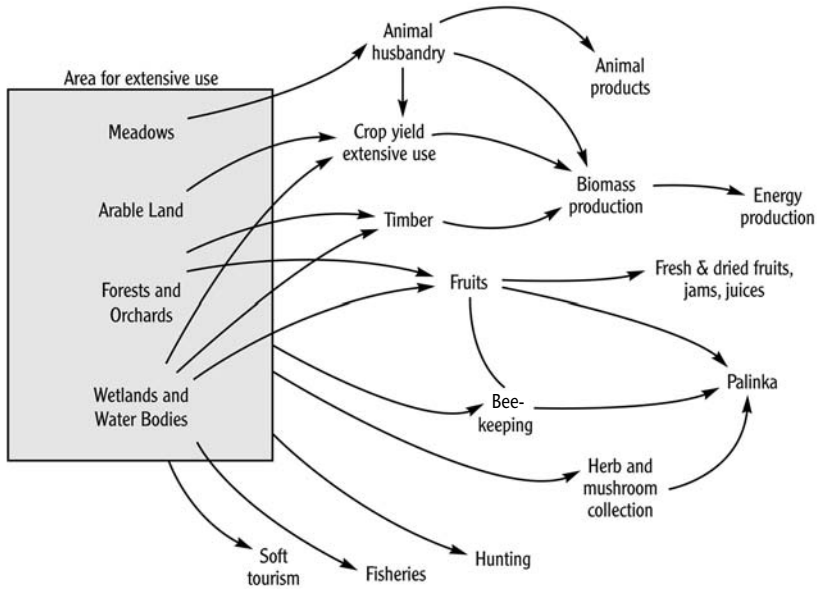 Animal
husbandry
Animal
products
Area for extensive use
Meadows
Crop yield
extensive use
Arable Land
Biomass
production
Energy
production
Timber
Forests and
Orchards
Fruits
Fresh & dried fruits,
jams, juices
Wetlands and
Water Bodies
Palinka
Bee-
keeping
Herb and
mushroom
collection
Soft
tourism
Fisheries
Hunting